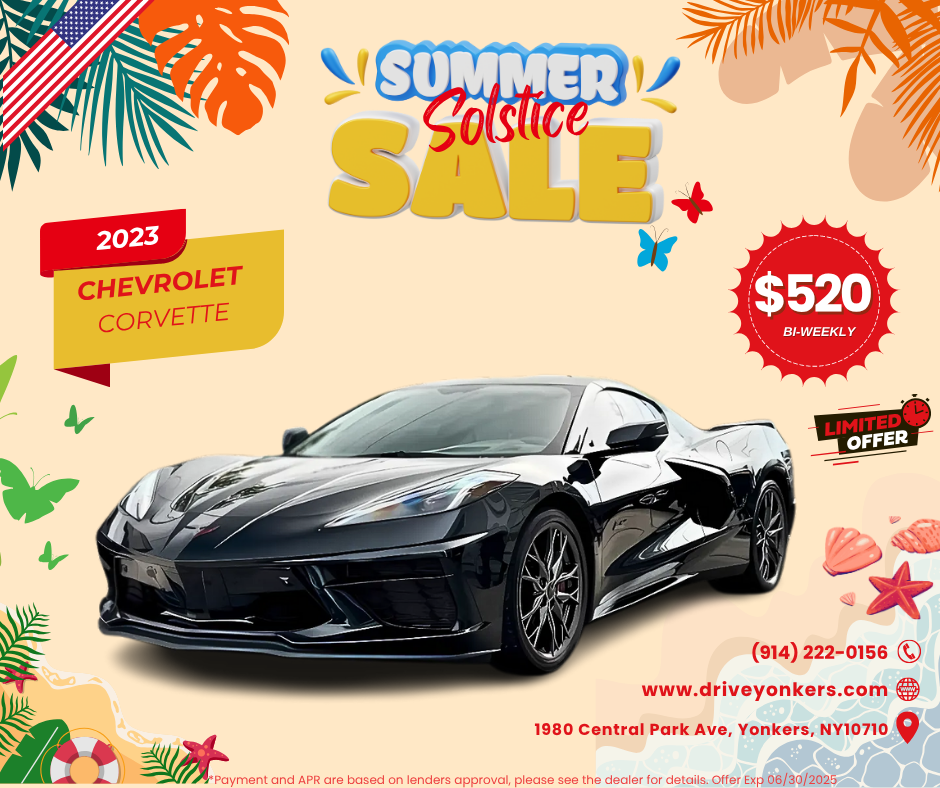 SUMMER
Solstice
SALE
2023
CHEVROLET
CORVETTE
$520
BI-WEEKLY
LIMITED
OFFER
(914) 222-0156
www.driveyonkers.com
WWW
1980 Central Park Ave, Yonkers, NY10710
*Payment and APR are based on lenders approval, please see the dealer for details. Offer Exp 06/30/2025